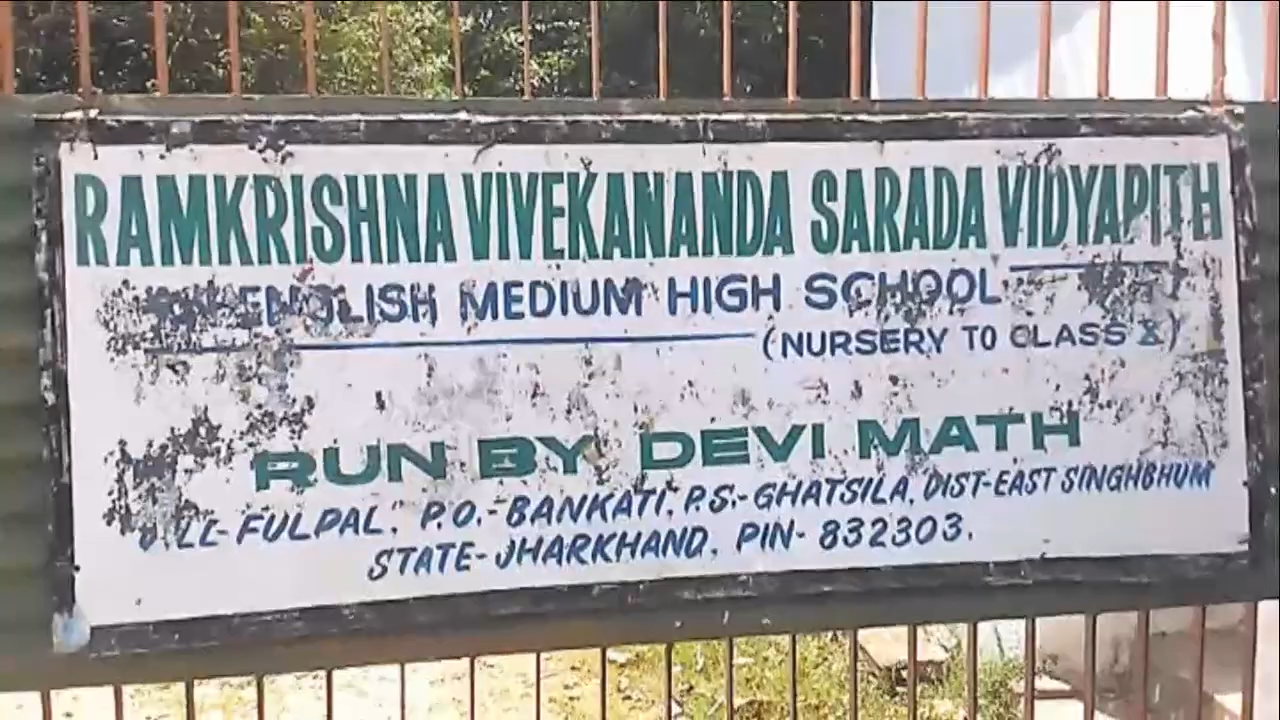 RAMKRISHNA VIVEKANANDA SARADA VIDYAPITH
ENGLISH MEDIUM HIGH SCHOOL
(NURSERY TO CLASS X)
RUN BY DEVI MATH
VILL-FULPAL, P.O.-BANKATI, P.S.-GHATSILA, DIST-EAST SINGHBHUM
STATE-JHARKHAND, PIN-832303.